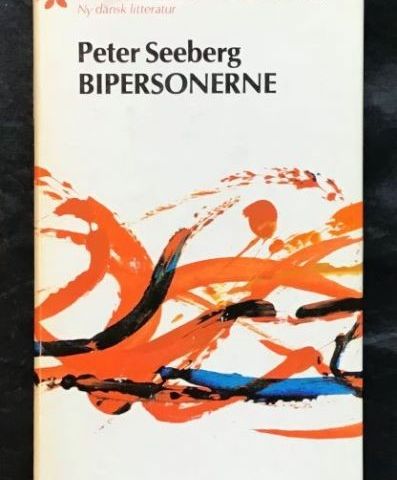 Ny dansk litteratur
Peter Seeberg
BIPERSONERNE